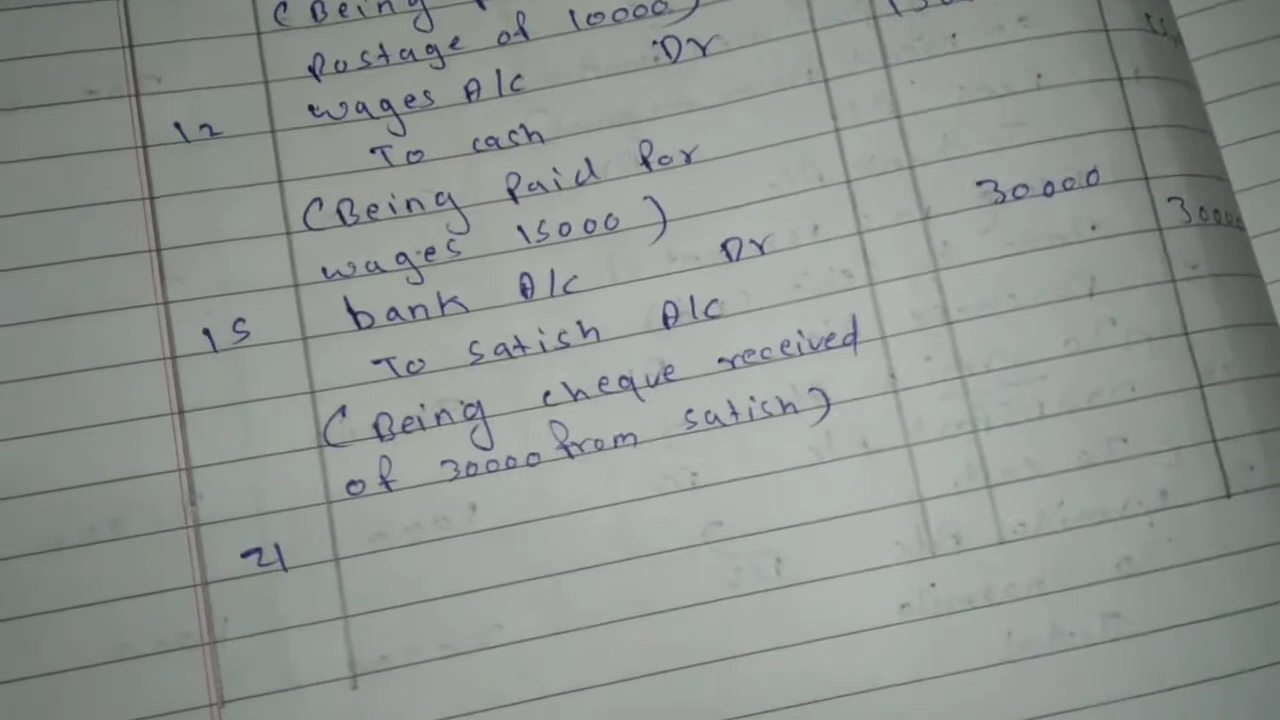 (Being
Postage of 10000)
12 wages A/c Dr
To cash
(Being Paid for
wages 15000)
15 bank A/c Dr 30000
To satish A/c 30000
(Being cheque received
of 30000 from satish)
21